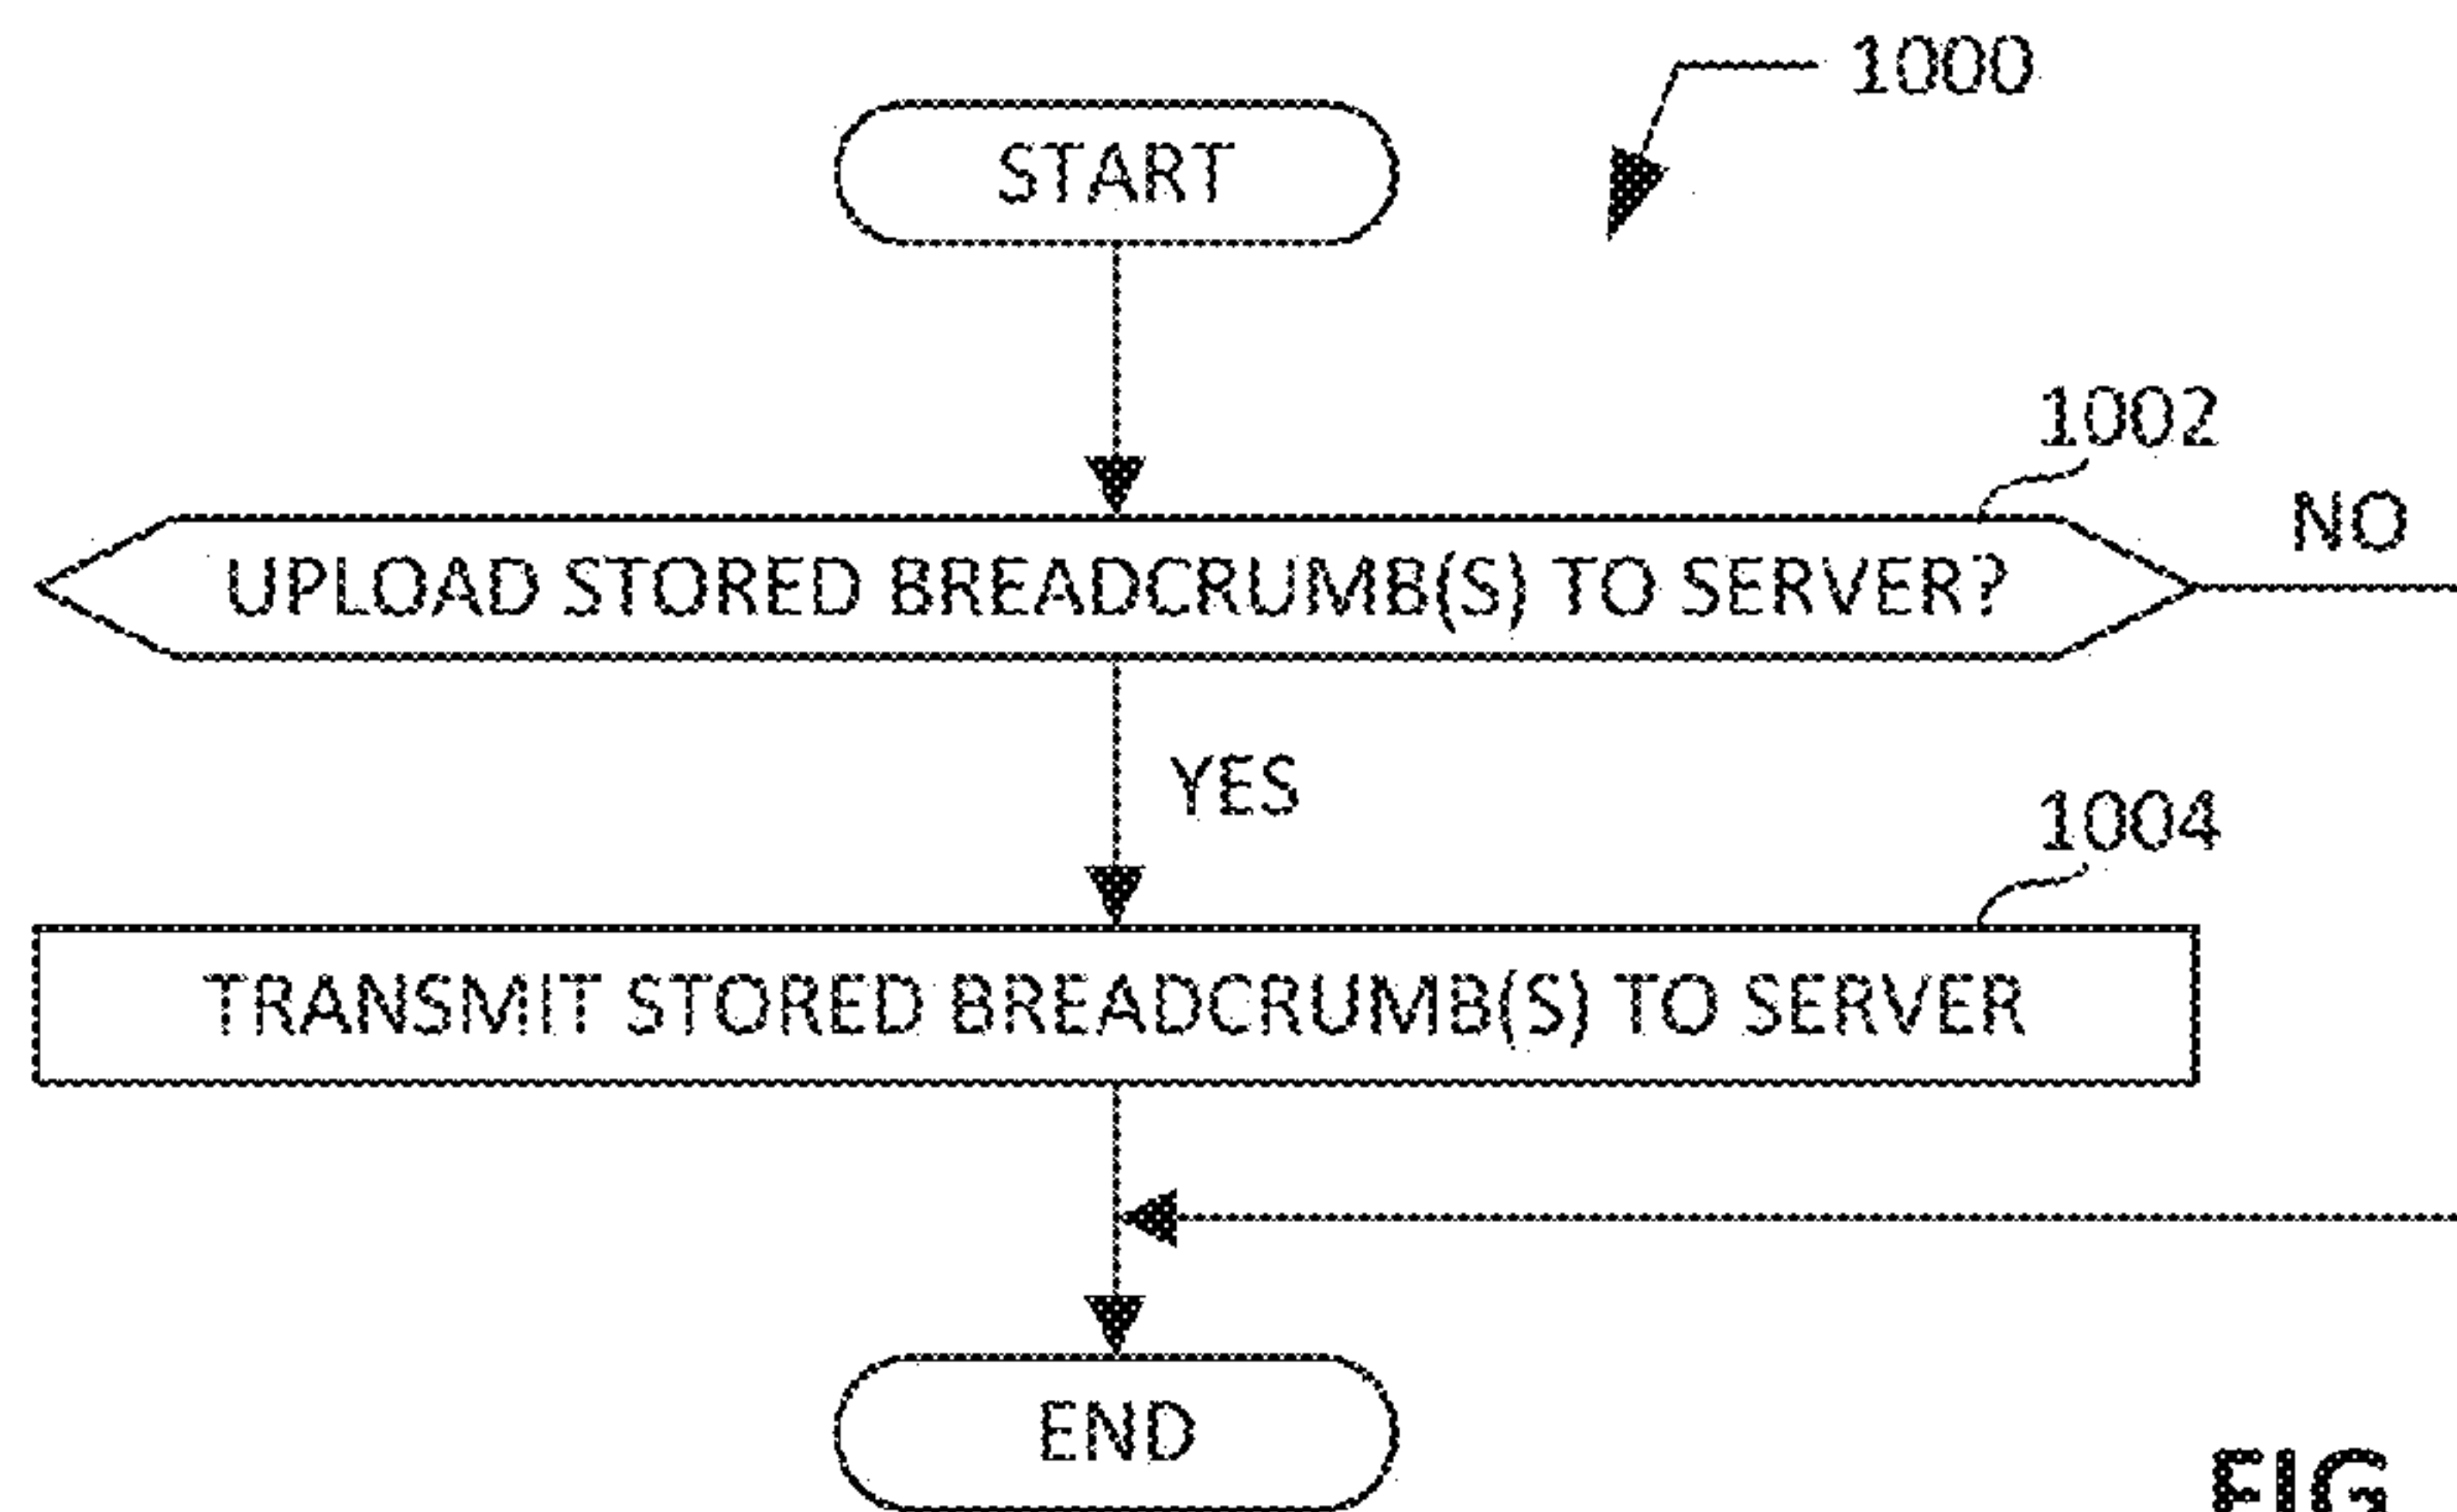 1000
START
1002
NO
UPLOAD STORED BREADCRUMB(S) TO SERVER?
YES
1004
TRANSMIT STORED BREADCRUMB(S) TO SERVER
END
FIG